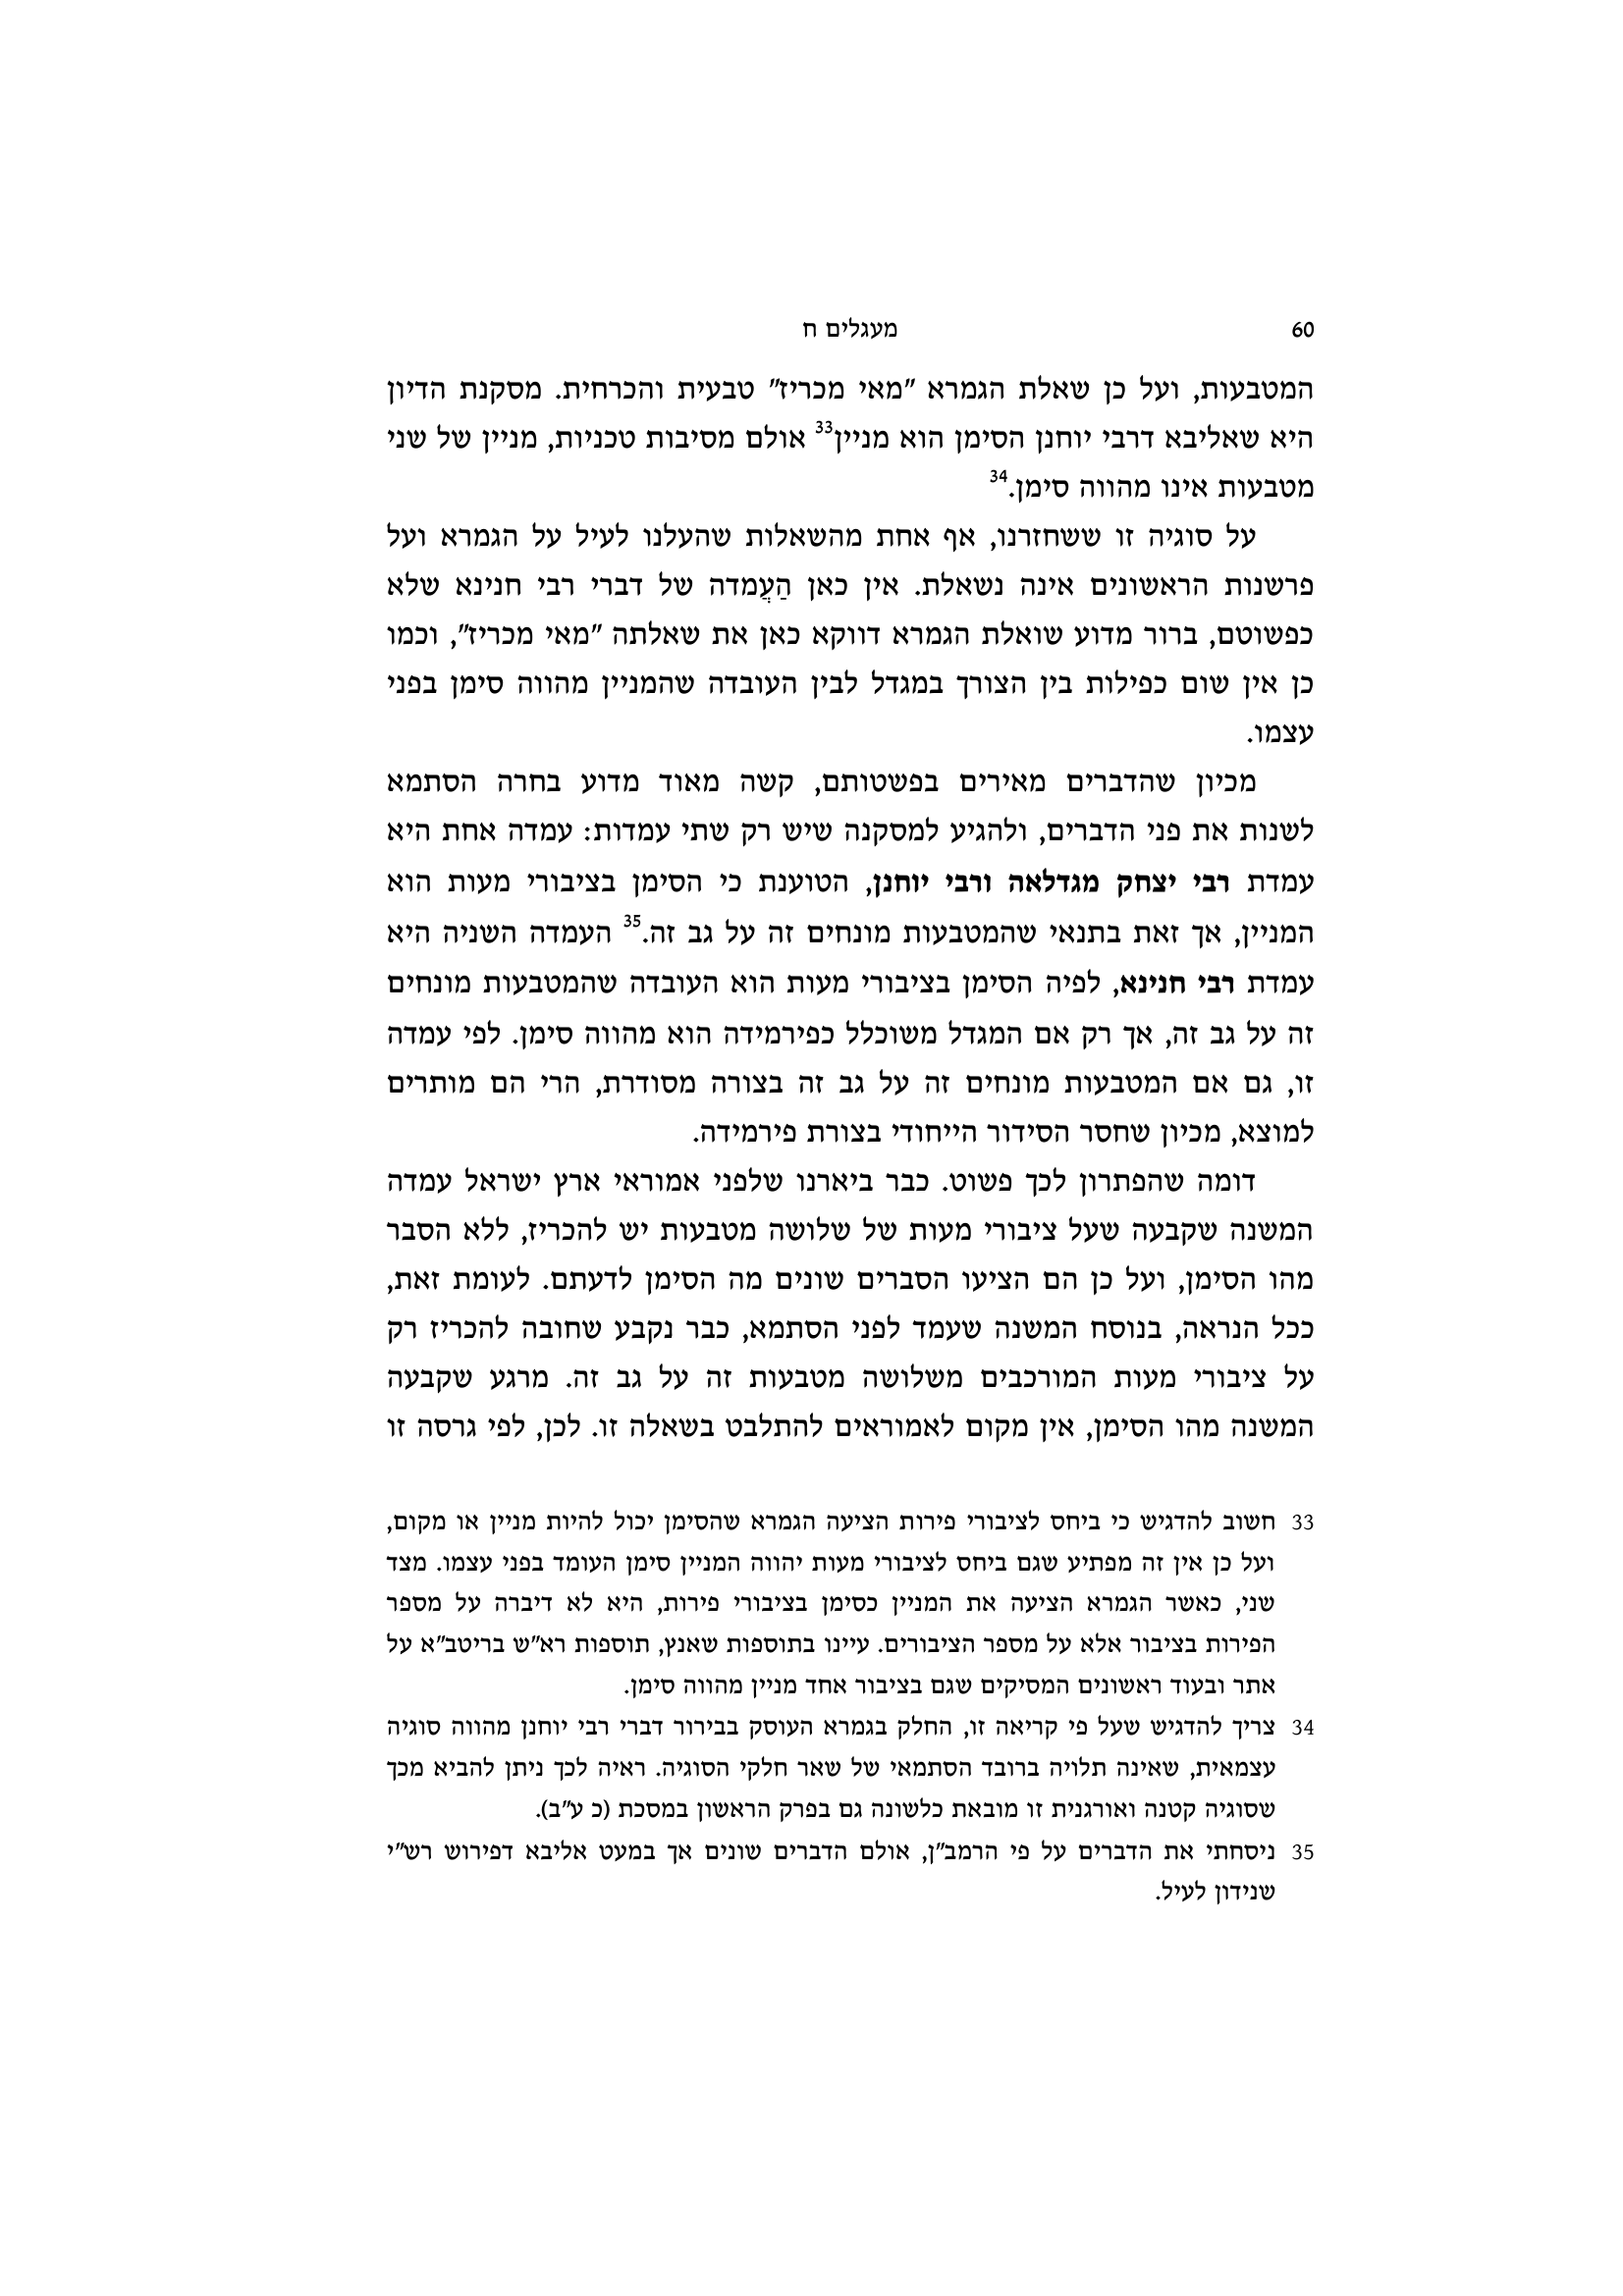 60 מעגלים ח
המטבעות, ועל כן שאלת הגמרא "מאי מכריז" טבעית והכרחית. מסקנת הדיון
היא שאליבא דרבי יוחנן הסימן הוא מניין33 אולם מסיבות טכניות, מניין של שני
מטבעות אינו מהווה סימן.34
על סוגיה זו ששחזרנו, אף אחת מהשאלות שהעלנו לעיל על הגמרא ועל
פרשנות הראשונים אינה נשאלת. אין כאן הַעֲמדה של דברי רבי חנינא שלא
כפשוטם, ברור מדוע שואלת הגמרא דווקא כאן את שאלתה "מאי מכריז", וכמו
כן אין שום כפילות בין הצורך במגדל לבין העובדה שהמניין מהווה סימן בפני
עצמו.
מכיון שהדברים מאירים בפשטותם, קשה מאוד מדוע בחרה הסתמא
לשנות את פני הדברים, ולהגיע למסקנה שיש רק שתי עמדות: עמדה אחת היא
עמדת רבי יצחק מגדלאה ורבי יוחנן, הטוענת כי הסימן בציבורי מעות הוא
המניין, אך זאת בתנאי שהמטבעות מונחים זה על גב זה.35 העמדה השניה היא
עמדת רבי חנינא, לפיה הסימן בציבורי מעות הוא העובדה שהמטבעות מונחים
זה על גב זה, אך רק אם המגדל משוכלל כפירמידה הוא מהווה סימן. לפי עמדה
זו, גם אם המטבעות מונחים זה על גב זה בצורה מסודרת, הרי הם מותרים
למוצא, מכיון שחסר הסידור הייחודי בצורת פירמידה.
דומה שהפתרון לכך פשוט. כבר ביארנו שלפני אמוראי ארץ ישראל עמדה
המשנה שקבעה שעל ציבורי מעות של שלושה מטבעות יש להכריז, ללא הסבר
מהו הסימן, ועל כן הם הציעו הסברים שונים מה הסימן לדעתם. לעומת זאת,
ככל הנראה, בנוסח המשנה שעמד לפני הסתמא, כבר נקבע שחובה להכריז רק
על ציבורי מעות המורכבים משלושה מטבעות זה על גב זה. מרגע שקבעה
המשנה מהו הסימן, אין מקום לאמוראים להתלבט בשאלה זו. לכן, לפי גרסה זו
33 חשוב להדגיש כי ביחס לציבורי פירות הציעה הגמרא שהסימן יכול להיות מניין או מקום,
ועל כן אין זה מפתיע שגם ביחס לציבורי מעות יהווה המניין סימן העומד בפני עצמו. מצד
שני, כאשר הגמרא הציעה את המניין כסימן בציבורי פירות, היא לא דיברה על מספר
הפירות בציבור אלא על מספר הציבורים. עיינו בתוספות שאנץ, תוספות רא"ש בריטב"א על
אתר ובעוד ראשונים המסיקים שגם בציבור אחד מניין מהווה סימן.
34 צריך להדגיש שעל פי קריאה זו, החלק בגמרא העוסק בבירור דברי רבי יוחנן מהווה סוגיה
עצמאית, שאינה תלויה ברובד הסתמאי של שאר חלקי הסוגיה. ראיה לכך ניתן להביא מכך
שסוגיה קטנה ואורגנית זו מובאת כלשונה גם בפרק הראשון במסכת (כ ע"ב).
35 ניסחתי את הדברים על פי הרמב"ן, אולם הדברים שונים אך במעט אליבא דפירוש רש"י
שנידון לעיל.